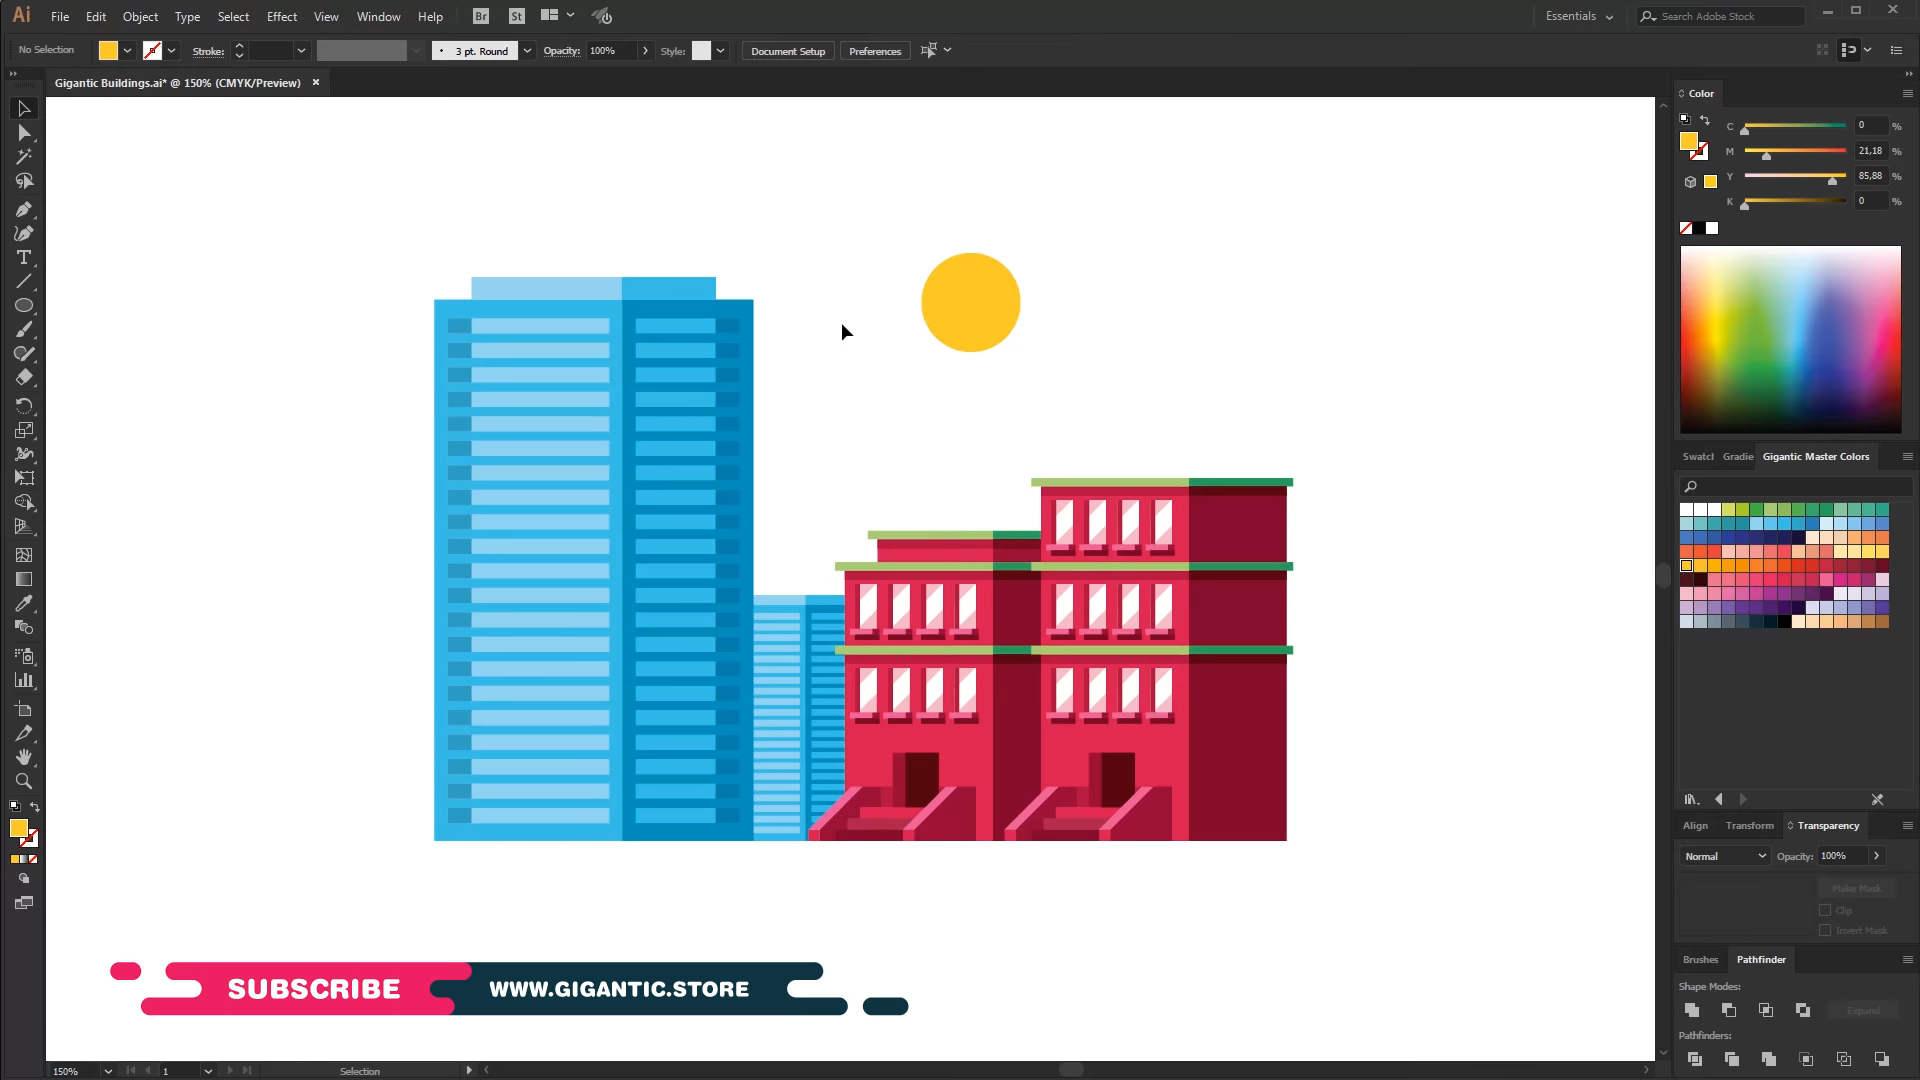 Ai File Edit Object Type Select Effect View Window Help Br St Essentials Search Adobe Stock
No Selection Stroke: 3 pt. Round Opacity: 100% Style: Document Setup Preferences
Gigantic Buildings.ai* @ 150% (CMYK/Preview)
Color
C 0 %
M 21,18 %
Y 85,88 %
K 0 %
Swatcl Gradie Gigantic Master Colors
Align Transform Transparency
Normal Opacity: 100%
Make Mask
Clip
Invert Mask
Brushes Pathfinder
Shape Modes:
Expand
Pathfinders:
SUBSCRIBE WWW.GIGANTIC.STORE
150% 1 Selection